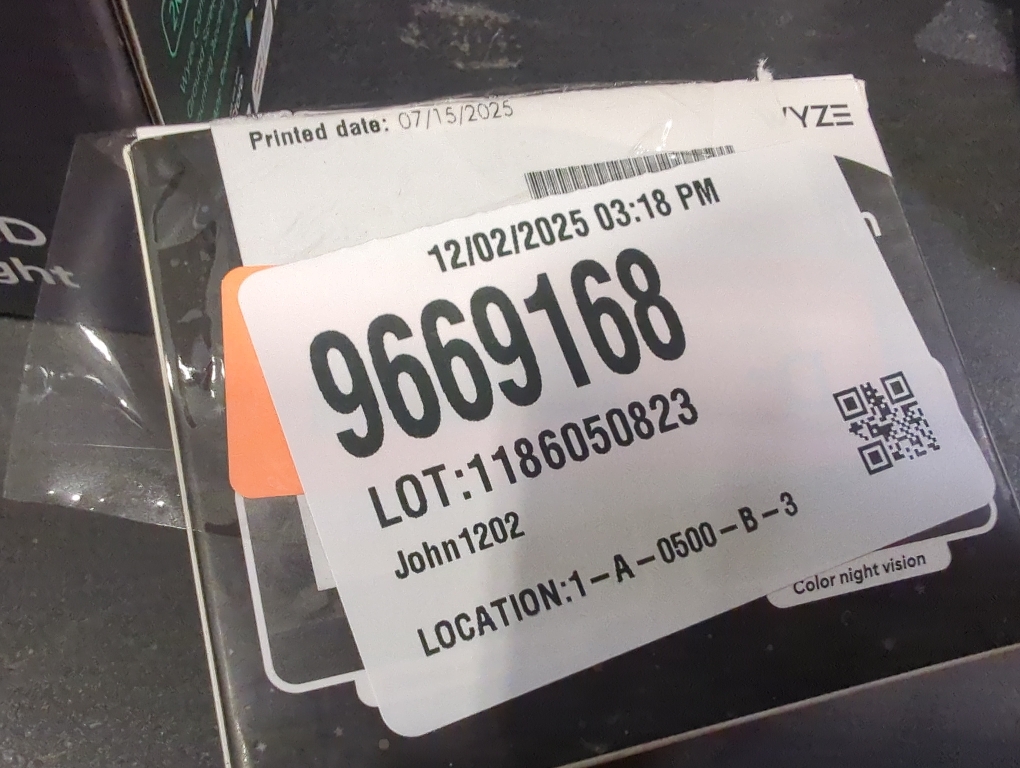 Printed date: 07/15/2025
WYZE
12/02/2025 03:18 PM
9669168
LOT:1186050823
John1202
LOCATION:1-A-0500-B-3
Color night vision